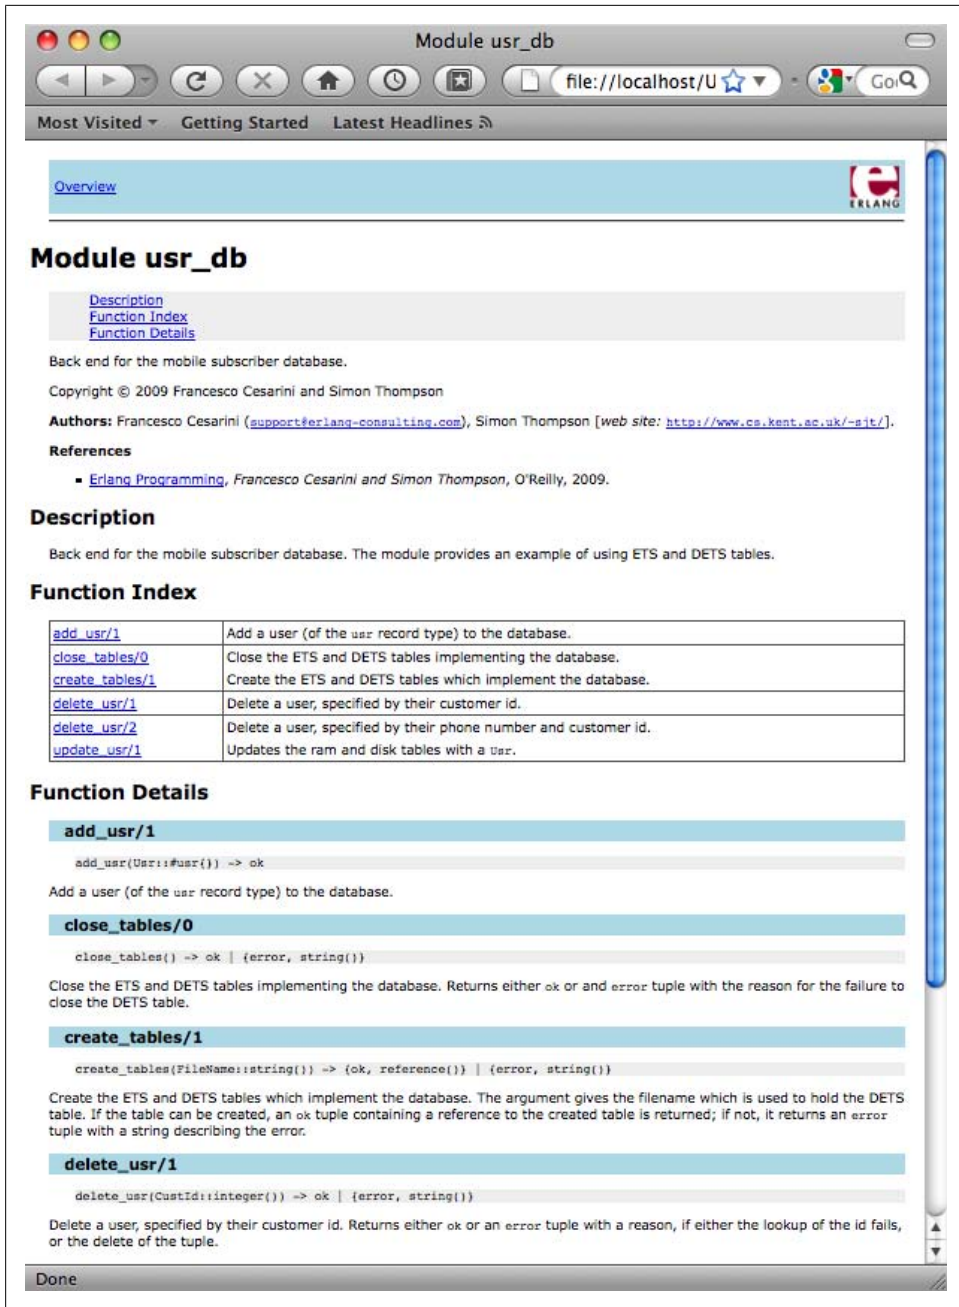 Module usr_db
file://localhost/U
Most Visited
Getting Started
Latest Headlines
Overview
ERLANG
Module usr_db
Description
Function Index
Function Details
Back end for the mobile subscriber database.
Copyright © 2009 Francesco Cesarini and Simon Thompson
Authors: Francesco Cesarini (support@erlang-consulting.com), Simon Thompson [web site: http://www.cs.kent.ac.uk/~sjt/].
References
Erlang Programming, Francesco Cesarini and Simon Thompson, O'Reilly, 2009.
Description
Back end for the mobile subscriber database. The module provides an example of using ETS and DETS tables.
Function Index
add_usr/1 Add a user (of the usr record type) to the database.
close_tables/0 Close the ETS and DETS tables implementing the database.
create_tables/1 Create the ETS and DETS tables which implement the database.
delete_usr/1 Delete a user, specified by their customer id.
delete_usr/2 Delete a user, specified by their phone number and customer id.
update_usr/1 Updates the ram and disk tables with a Usr.
Function Details
add_usr/1
add_usr(Usr::#usr{}) -> ok
Add a user (of the usr record type) to the database.
close_tables/0
close_tables() -> ok | {error, string()}
Close the ETS and DETS tables implementing the database. Returns either ok or and error tuple with the reason for the failure to
close the DETS table.
create_tables/1
create_tables(FileName::string()) -> {ok, reference()} | {error, string()}
Create the ETS and DETS tables which implement the database. The argument gives the filename which is used to hold the DETS
table. If the table can be created, an ok tuple containing a reference to the created table is returned; if not, it returns an error
tuple with a string describing the error.
delete_usr/1
delete_usr(CustId::integer()) -> ok | {error, string()}
Delete a user, specified by their customer id. Returns either ok or an error tuple with a reason, if either the lookup of the id fails,
or the delete of the tuple.
Done